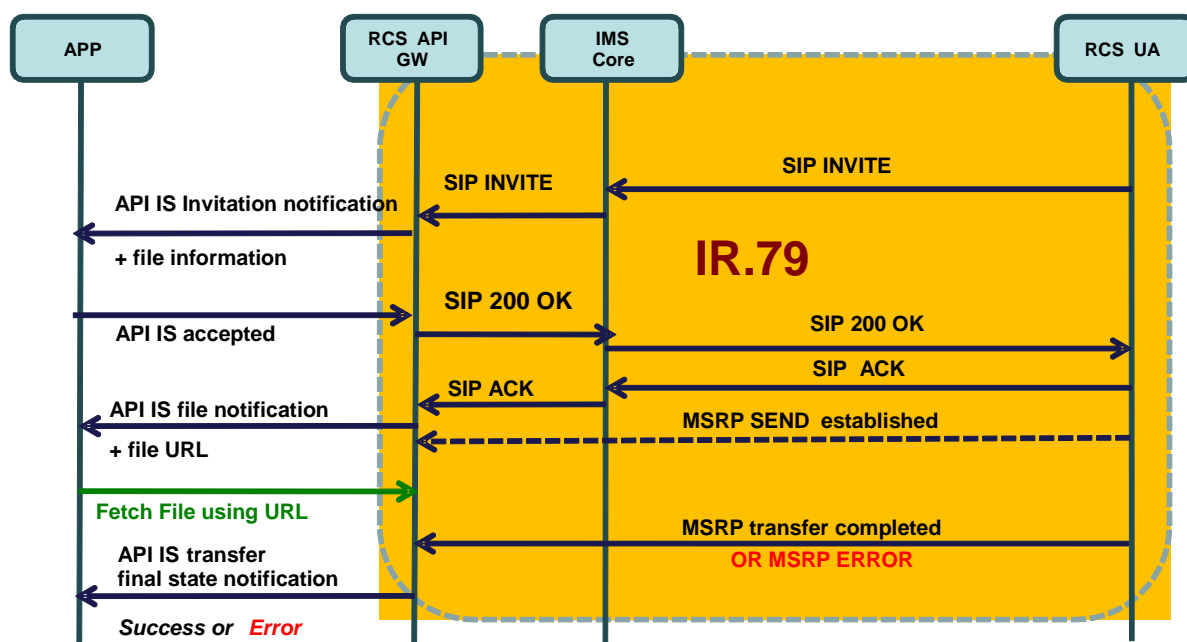 APP
RCS API
GW
IMS
Core
RCS UA
SIP INVITE
SIP INVITE
API IS Invitation notification
+ file information
IR.79
SIP 200 OK
API IS accepted
SIP 200 OK
SIP ACK
SIP ACK
API IS file notification
MSRP SEND established
+ file URL
Fetch File using URL
MSRP transfer completed
OR MSRP ERROR
API IS transfer
final state notification
Success or Error